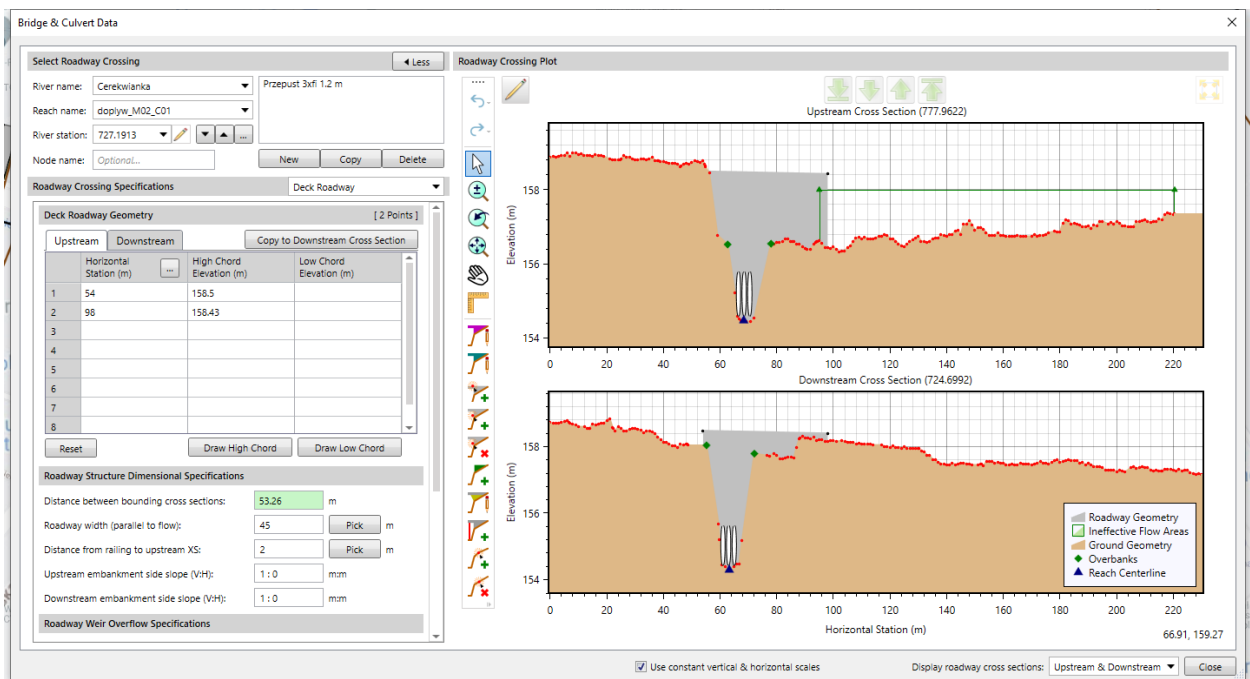 Bridge & Culvert Data
Select Roadway Crossing
Less
River name: Cerekwianka
Przepust 3xfi 1.2 m
Reach name: doplyw_M02_C01
River station: 727.1913
...
Node name: Optional...
New Copy Delete
Roadway Crossing Specifications Deck Roadway
Deck Roadway Geometry [ 2 Points ]
Upstream Downstream Copy to Downstream Cross Section
Horizontal Station (m) ... High Chord Elevation (m) Low Chord Elevation (m)
1 54 158.5
2 98 158.43
3
4
5
6
7
8
Reset Draw High Chord Draw Low Chord
Roadway Structure Dimensional Specifications
Distance between bounding cross sections: 53.26 m
Roadway width (parallel to flow): 45 Pick m
Distance from railing to upstream XS: 2 Pick m
Upstream embankment side slope (V:H): 1 : 0 m:m
Downstream embankment side slope (V:H): 1 : 0 m:m
Roadway Weir Overflow Specifications
Roadway Crossing Plot
Upstream Cross Section (777.9622)
Elevation (m)
158
156
154
0 20 40 60 80 100 120 140 160 180 200 220
Downstream Cross Section (724.6992)
Elevation (m)
158
156
154
Roadway Geometry
Ineffective Flow Areas
Ground Geometry
Overbanks
Reach Centerline
0 20 40 60 80 100 120 140 160 180 200 220
Horizontal Station (m)
66.91, 159.27
Use constant vertical & horizontal scales
Display roadway cross sections: Upstream & Downstream
Close